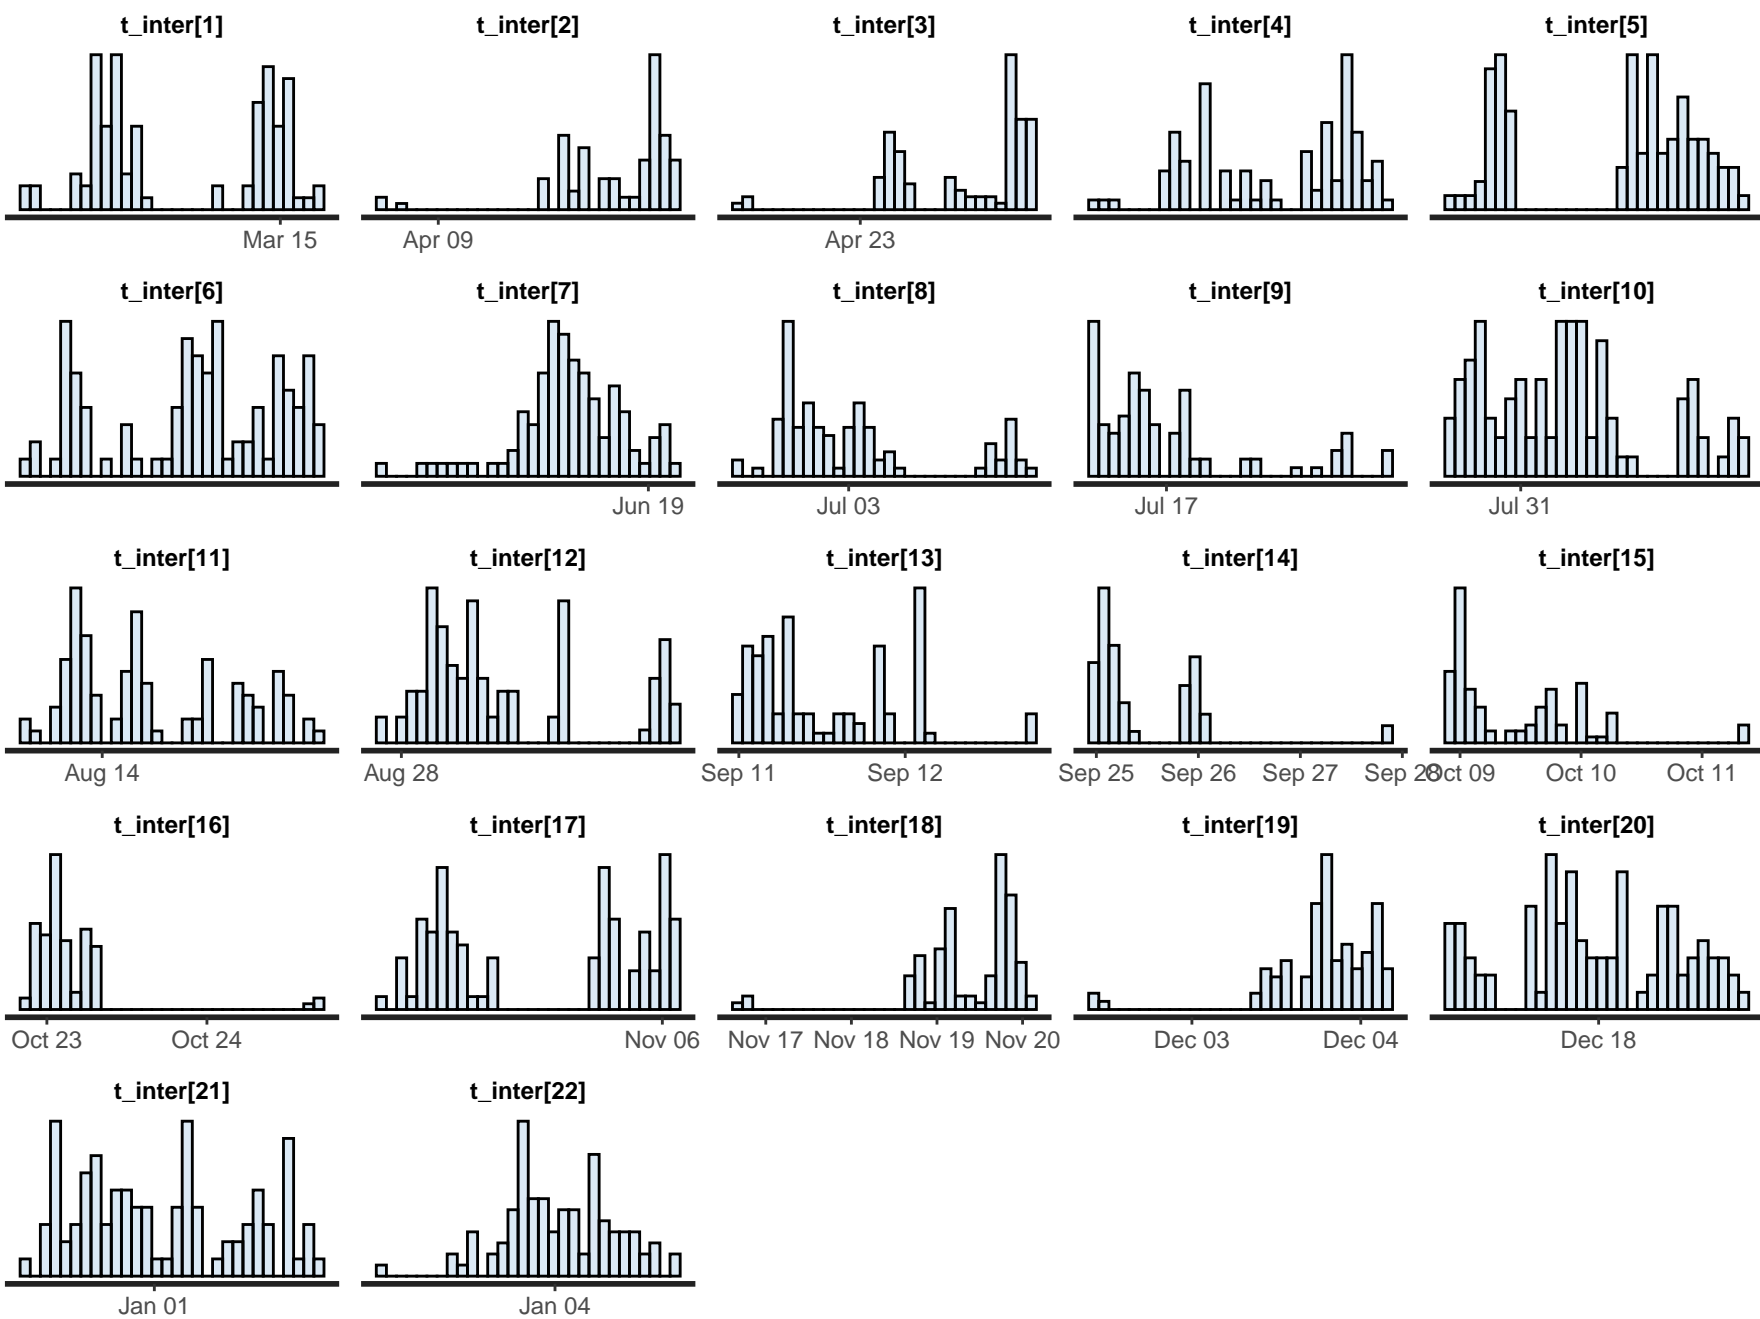 t_inter[1] t_inter[2] t_inter[3] t_inter[4] t_inter[5]
Mar 15 Apr 09 Apr 23
t_inter[6] t_inter[7] t_inter[8] t_inter[9] t_inter[10]
Jun 19 Jul 03 Jul 17 Jul 31
t_inter[11] t_inter[12] t_inter[13] t_inter[14] t_inter[15]
Aug 14 Aug 28 Sep 11 Sep 12 Sep 25 Sep 26 Sep 27 Sep 28 Oct 09 Oct 10 Oct 11
t_inter[16] t_inter[17] t_inter[18] t_inter[19] t_inter[20]
Oct 23 Oct 24 Nov 06 Nov 17 Nov 18 Nov 19 Nov 20 Dec 03 Dec 04 Dec 18
t_inter[21] t_inter[22]
Jan 01 Jan 04